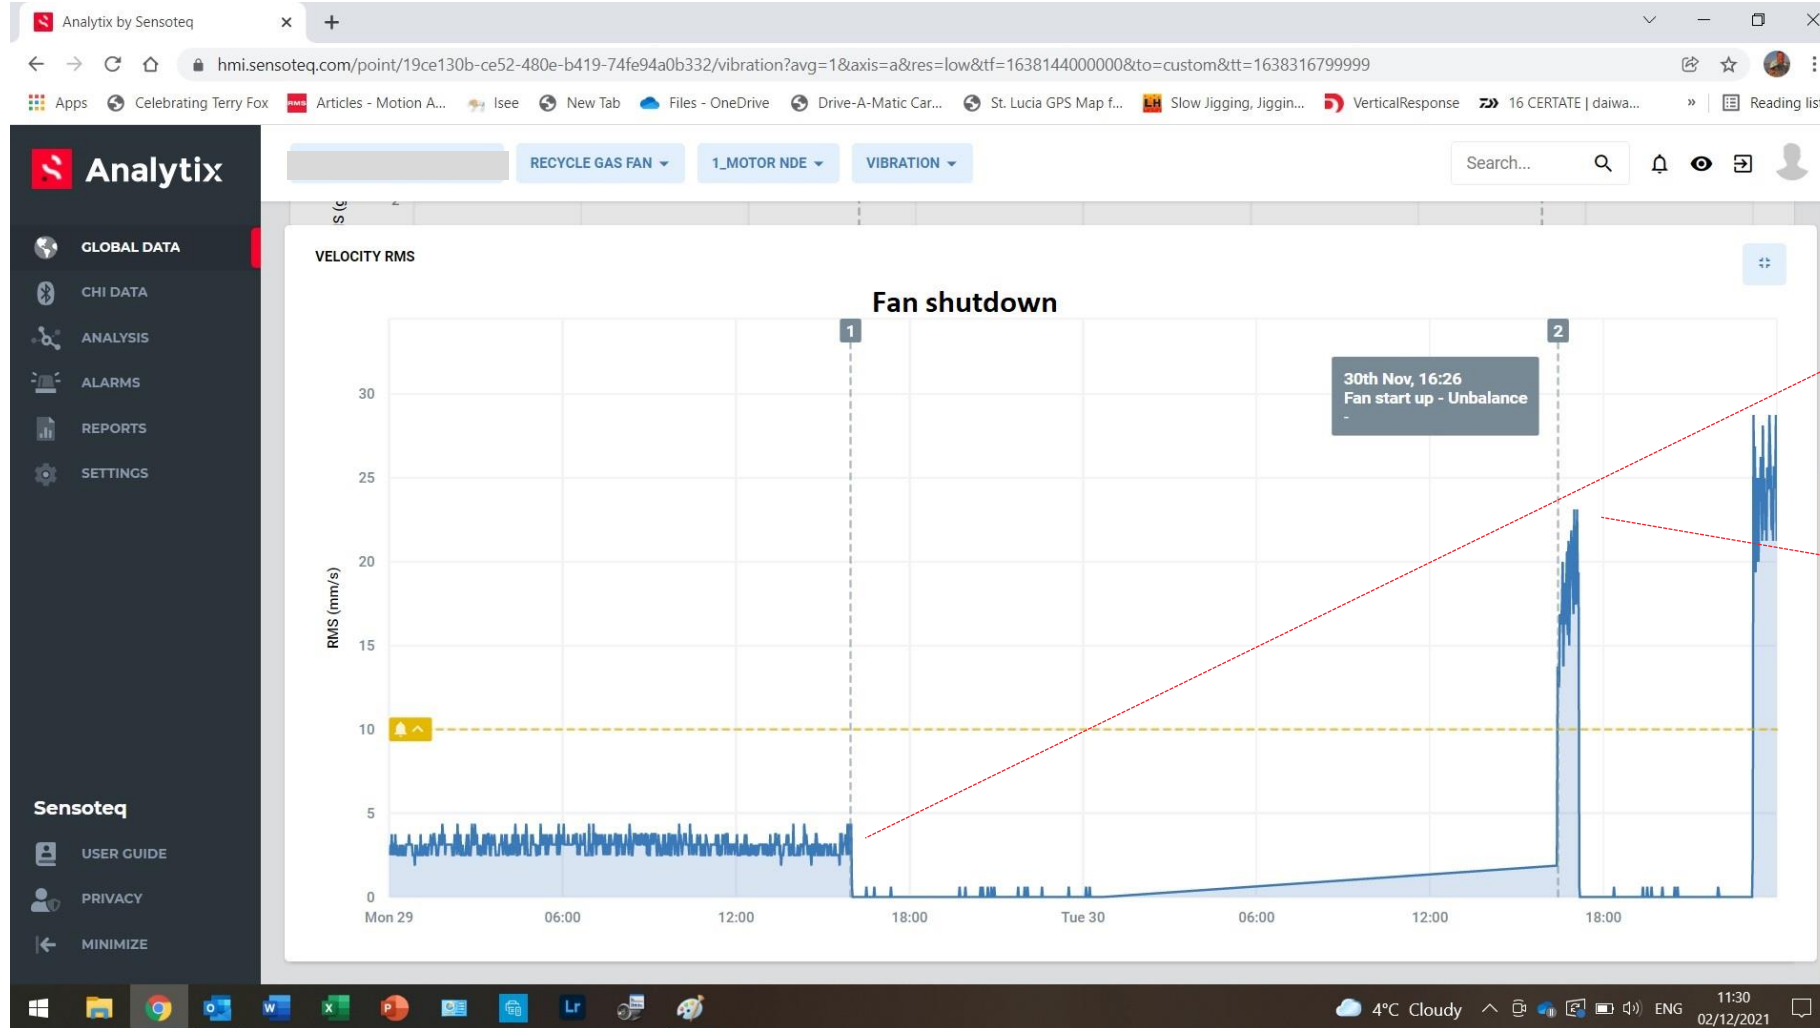 Analytix by Sensoteq
hmi.sensoteq.com/point/19ce130b-ce52-480e-b419-74fe94a0b332/vibration?avg=1&axis=a&res=low&tf=1638144000000&to=custom&tt=1638316799999
Apps Celebrating Terry Fox RMS Articles - Motion A... Isee New Tab Files - OneDrive Drive-A-Matic Car... St. Lucia GPS Map f... LH Slow Jigging, Jiggin... VerticalResponse 16 CERTATE | daiwa... » Reading lis
Analytix
RECYCLE GAS FAN
1_MOTOR NDE
VIBRATION
Search...
GLOBAL DATA
CHI DATA
ANALYSIS
ALARMS
REPORTS
SETTINGS
Sensoteq
USER GUIDE
PRIVACY
MINIMIZE
VELOCITY RMS
Fan shutdown
1
2
30th Nov, 16:26
Fan start up - Unbalance
-
RMS (mm/s)
30
25
20
15
10
5
0
Mon 29 06:00 12:00 18:00 Tue 30 06:00 12:00 18:00
Lr
4°C Cloudy
ENG
11:30
02/12/2021